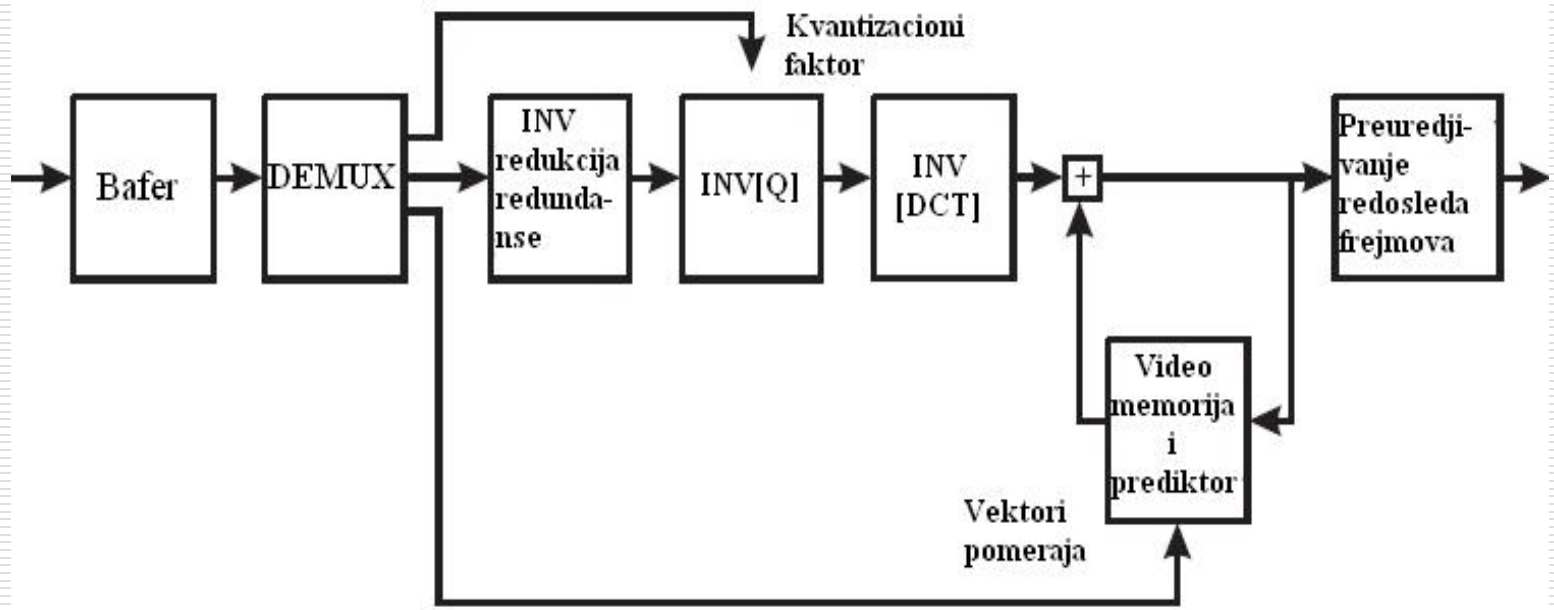 Kvantizacioni
faktor
Bafer
DEMUX
INV
redukcija
redunda-
nse
INV[Q]
INV
[DCT]
+
Preuredji-
vanje
redosleda
frejmova
Video
memorija
i
prediktor
Vektori
pomeraja